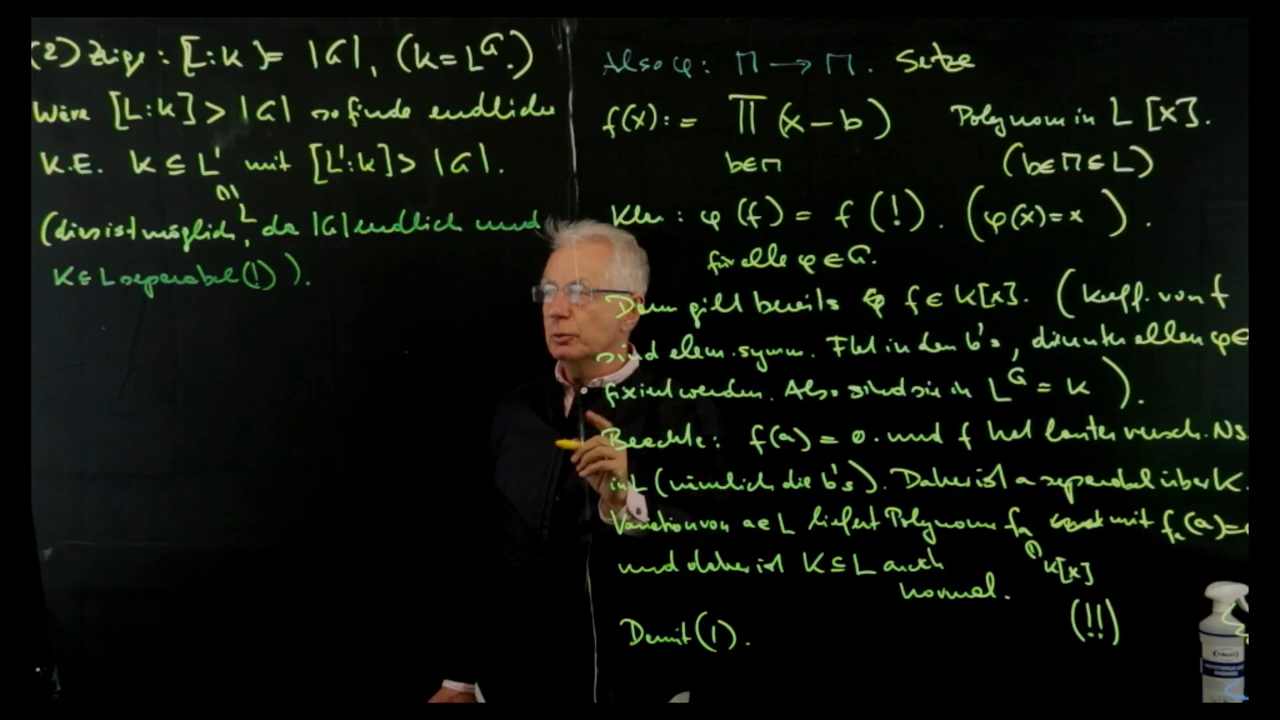 (2) Zeige: [L:K] = |G|, (K = L^G.)
Wäre [L:K] > |G| so finde endliche
K.E. K ⊆ L' mit [L':K] > |G|.
∩|
L
(dies ist möglich, da |G| endlich und
K ⊆ L separabel (!)).
Also φ: M → M. Setze
f(x) := ∏ (x - b) Polynom in L[x].
b∈M (b∈M⊆L)
Klar: φ(f) = f (!). (φ(x) = x).
für alle φ ∈ G.
Dann gilt bereits f ∈ K[x]. (Koeff. von f
sind elem. symm. Fkt in den b's, die unter allen φ∈
fixiert werden. Also sind sie in L^G = K).
Beachte: f(a) = 0. und f hat lauter versch. NS.
in L (nämlich die b's). Daher ist a separabel über K.
Variation von a∈L liefert Polynome f_a mit f_a(a)=
∩
K[x]
und daher ist K ⊆ L auch
normal.
(!!)
Damit (1).